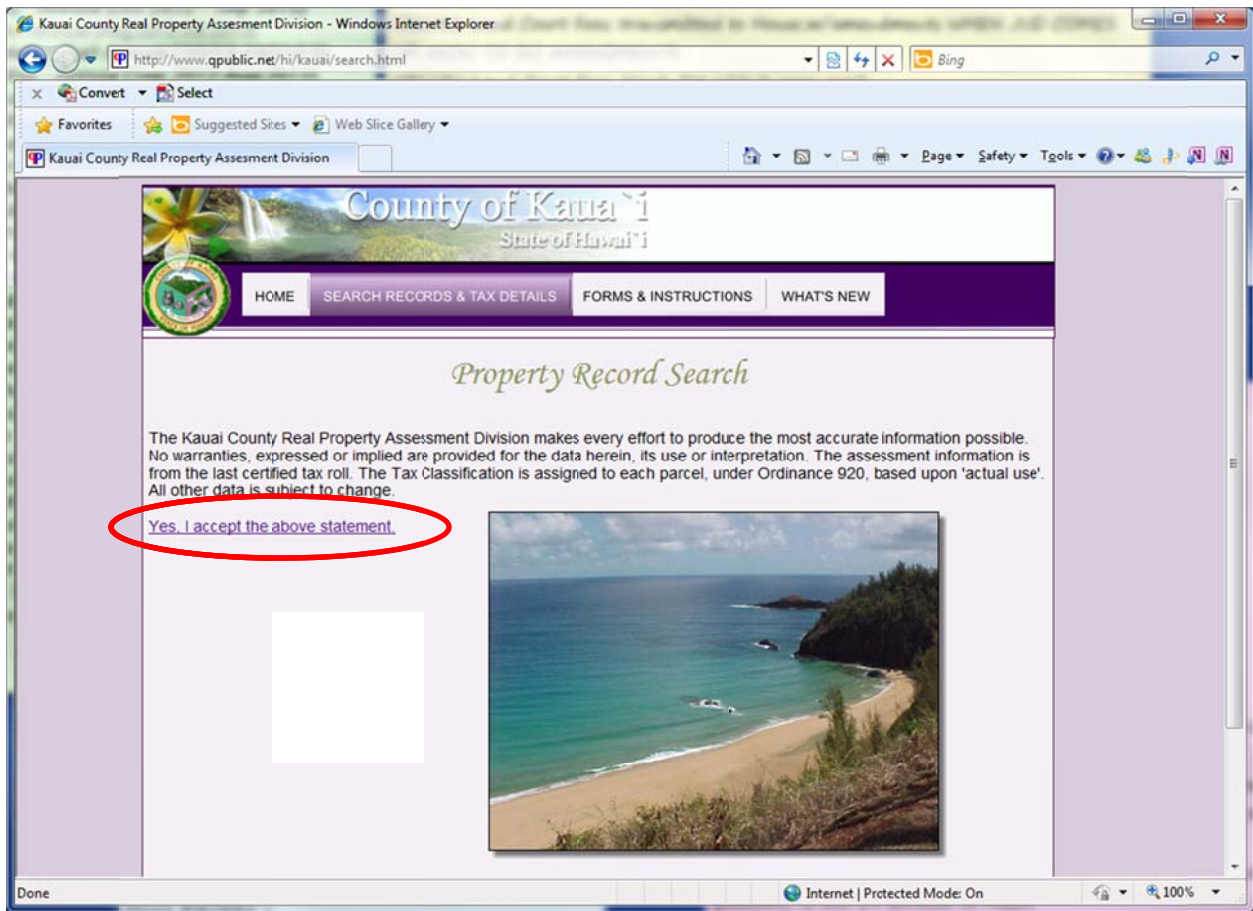 Kauai County Real Property Assesment Division - Windows Internet Explorer
http://www.qpublic.net/hi/kauai/search.html
Bing
x Convert Select
Favorites Suggested Sites Web Slice Gallery
Kauai County Real Property Assesment Division
Page Safety Tools
County of Kaua`i
State of Hawai`i
HOME SEARCH RECORDS & TAX DETAILS FORMS & INSTRUCTIONS WHAT'S NEW
Property Record Search
The Kauai County Real Property Assessment Division makes every effort to produce the most accurate information possible.
No warranties, expressed or implied are provided for the data herein, its use or interpretation. The assessment information is
from the last certified tax roll. The Tax Classification is assigned to each parcel, under Ordinance 920, based upon 'actual use'.
All other data is subject to change.
Yes, I accept the above statement.
Done
Internet | Protected Mode: On
100%